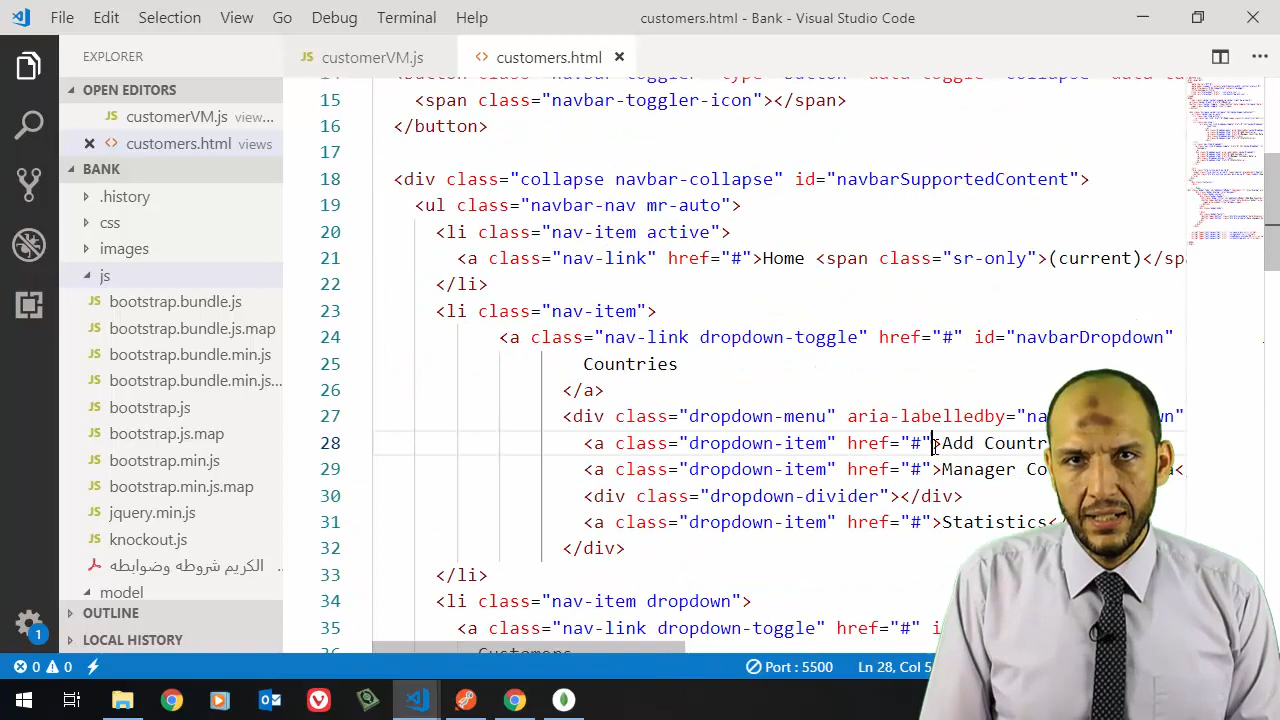 File Edit Selection View Go Debug Terminal Help customers.html - Bank - Visual Studio Code
EXPLORER
customerVM.js customers.html
OPEN EDITORS
customerVM.js view...
customers.html views
BANK
.history
css
images
js
bootstrap.bundle.js
bootstrap.bundle.js.map
bootstrap.bundle.min.js
bootstrap.bundle.min.js...
bootstrap.js
bootstrap.js.map
bootstrap.min.js
bootstrap.min.js.map
jquery.min.js
knockout.js
الكريم شروطه وضوابطه
model
OUTLINE
LOCAL HISTORY
15 <span class="navbar-toggler-icon"></span>
16 </button>
17
18 <div class="collapse navbar-collapse" id="navbarSupportedContent">
19 <ul class="navbar-nav mr-auto">
20 <li class="nav-item active">
21 <a class="nav-link" href="#">Home <span class="sr-only">(current)</spa
22 </li>
23 <li class="nav-item">
24 <a class="nav-link dropdown-toggle" href="#" id="navbarDropdown"
25 Countries
26 </a>
27 <div class="dropdown-menu" aria-labelledby="na wn"
28 <a class="dropdown-item" href="#">Add Countr
29 <a class="dropdown-item" href="#">Manager Co
30 <div class="dropdown-divider"></div>
31 <a class="dropdown-item" href="#">Statistics<
32 </div>
33 </li>
34 <li class="nav-item dropdown">
35 <a class="nav-link dropdown-toggle" href="#" i
0 0 Port : 5500 Ln 28, Col 5
1